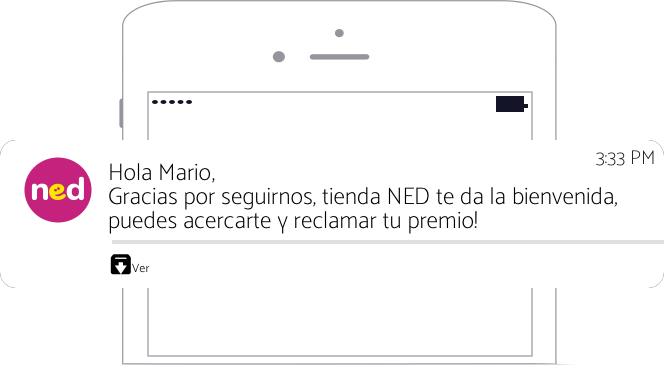 3:33 PM
ned
Hola Mario,
Gracias por seguirnos, tienda NED te da la bienvenida,
puedes acercarte y reclamar tu premio!
Ver